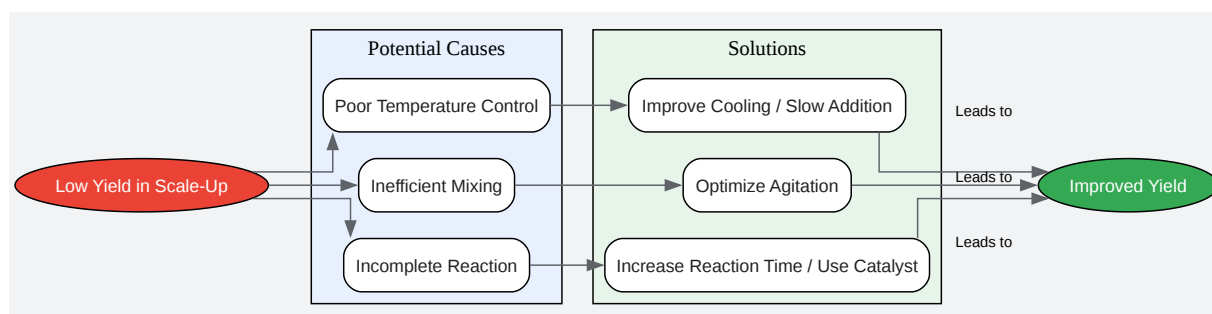 Potential Causes
Solutions
Poor Temperature Control
Improve Cooling / Slow Addition
Leads to
Low Yield in Scale-Up
Inefficient Mixing
Optimize Agitation
Leads to
Improved Yield
Incomplete Reaction
Increase Reaction Time / Use Catalyst
Leads to